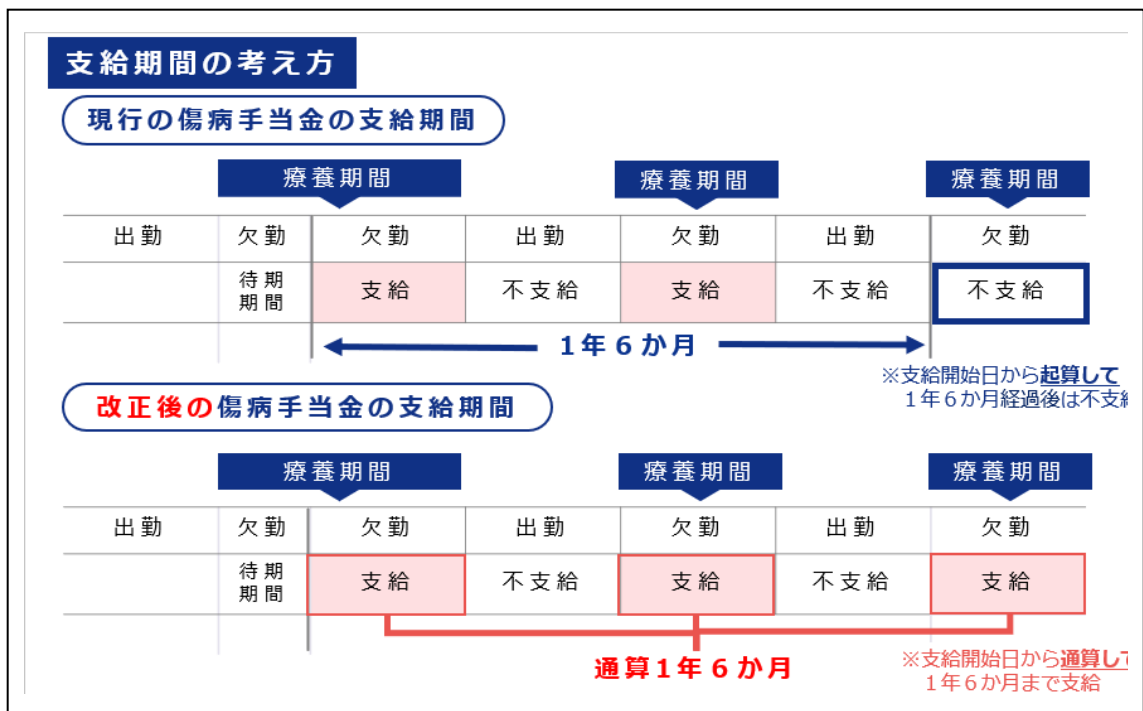 支給期間の考え方
現行の傷病手当金の支給期間
療養期間 療養期間 療養期間
出勤 欠勤 欠勤 出勤 欠勤 出勤 欠勤
待期
期間
支給 不支給 支給 不支給 不支給
1年6か月
※支給開始日から起算して
1年6か月経過後は不支
改正後の傷病手当金の支給期間
療養期間 療養期間 療養期間
出勤 欠勤 欠勤 出勤 欠勤 出勤 欠勤
待期
期間
支給 不支給 支給 不支給 支給
通算1年6か月
※支給開始日から通算して
1年6か月まで支給